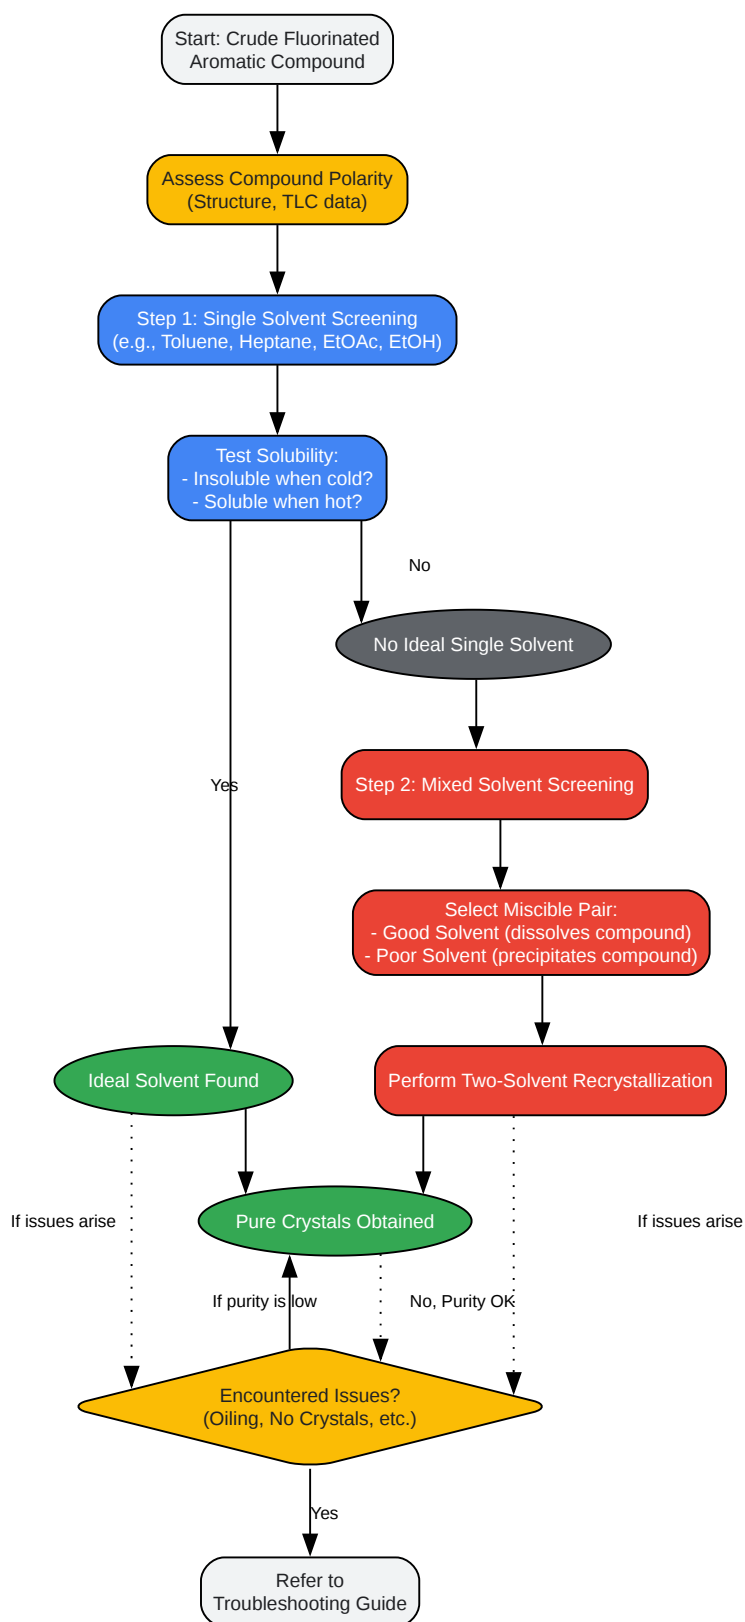 Start: Crude Fluorinated
Aromatic Compound
Assess Compound Polarity
(Structure, TLC data)
Step 1: Single Solvent Screening
(e.g., Toluene, Heptane, EtOAc, EtOH)
Test Solubility:
- Insoluble when cold?
- Soluble when hot?
No
No Ideal Single Solvent
Yes
Step 2: Mixed Solvent Screening
Select Miscible Pair:
- Good Solvent (dissolves compound)
- Poor Solvent (precipitates compound)
Ideal Solvent Found
Perform Two-Solvent Recrystallization
If issues arise
Pure Crystals Obtained
If issues arise
If purity is low
No, Purity OK
Encountered Issues?
(Oiling, No Crystals, etc.)
Yes
Refer to
Troubleshooting Guide